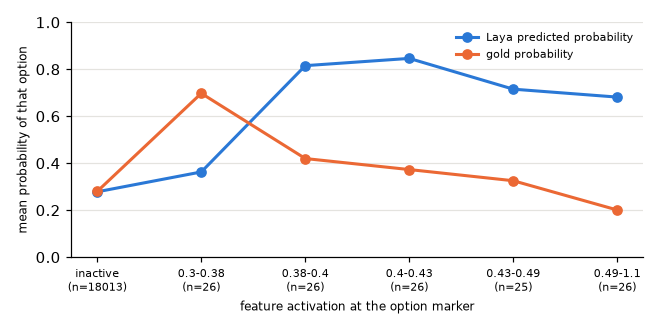 1.0
0.8
0.6
0.4
0.2
0.0
mean probability of that option
Laya predicted probability
gold probability
inactive
(n=18013)
0.3-0.38
(n=26)
0.38-0.4
(n=26)
0.4-0.43
(n=26)
0.43-0.49
(n=25)
0.49-1.1
(n=26)
feature activation at the option marker